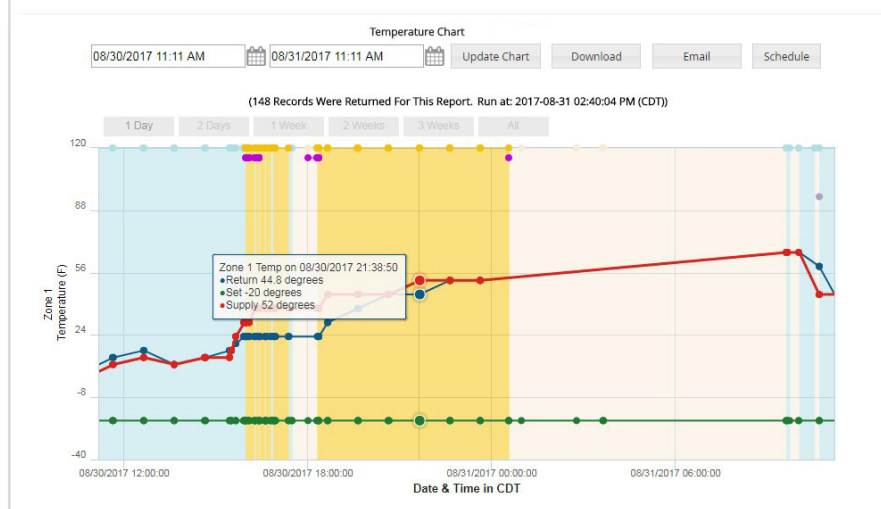 Temperature Chart
08/30/2017 11:11 AM 08/31/2017 11:11 AM Update Chart Download Email Schedule
(148 Records Were Returned For This Report. Run at: 2017-08-31 02:40:04 PM (CDT))
1 Day 2 Days 1 Week 2 Weeks 3 Weeks All
120
88
56
24
-8
-40
Zone 1
Temperature (F)
Zone 1 Temp on 08/30/2017 21:38:50
Return 44.8 degrees
Set -20 degrees
Supply 52 degrees
08/30/2017 12:00:00 08/30/2017 18:00:00 08/31/2017 00:00:00 08/31/2017 06:00:00
Date & Time in CDT